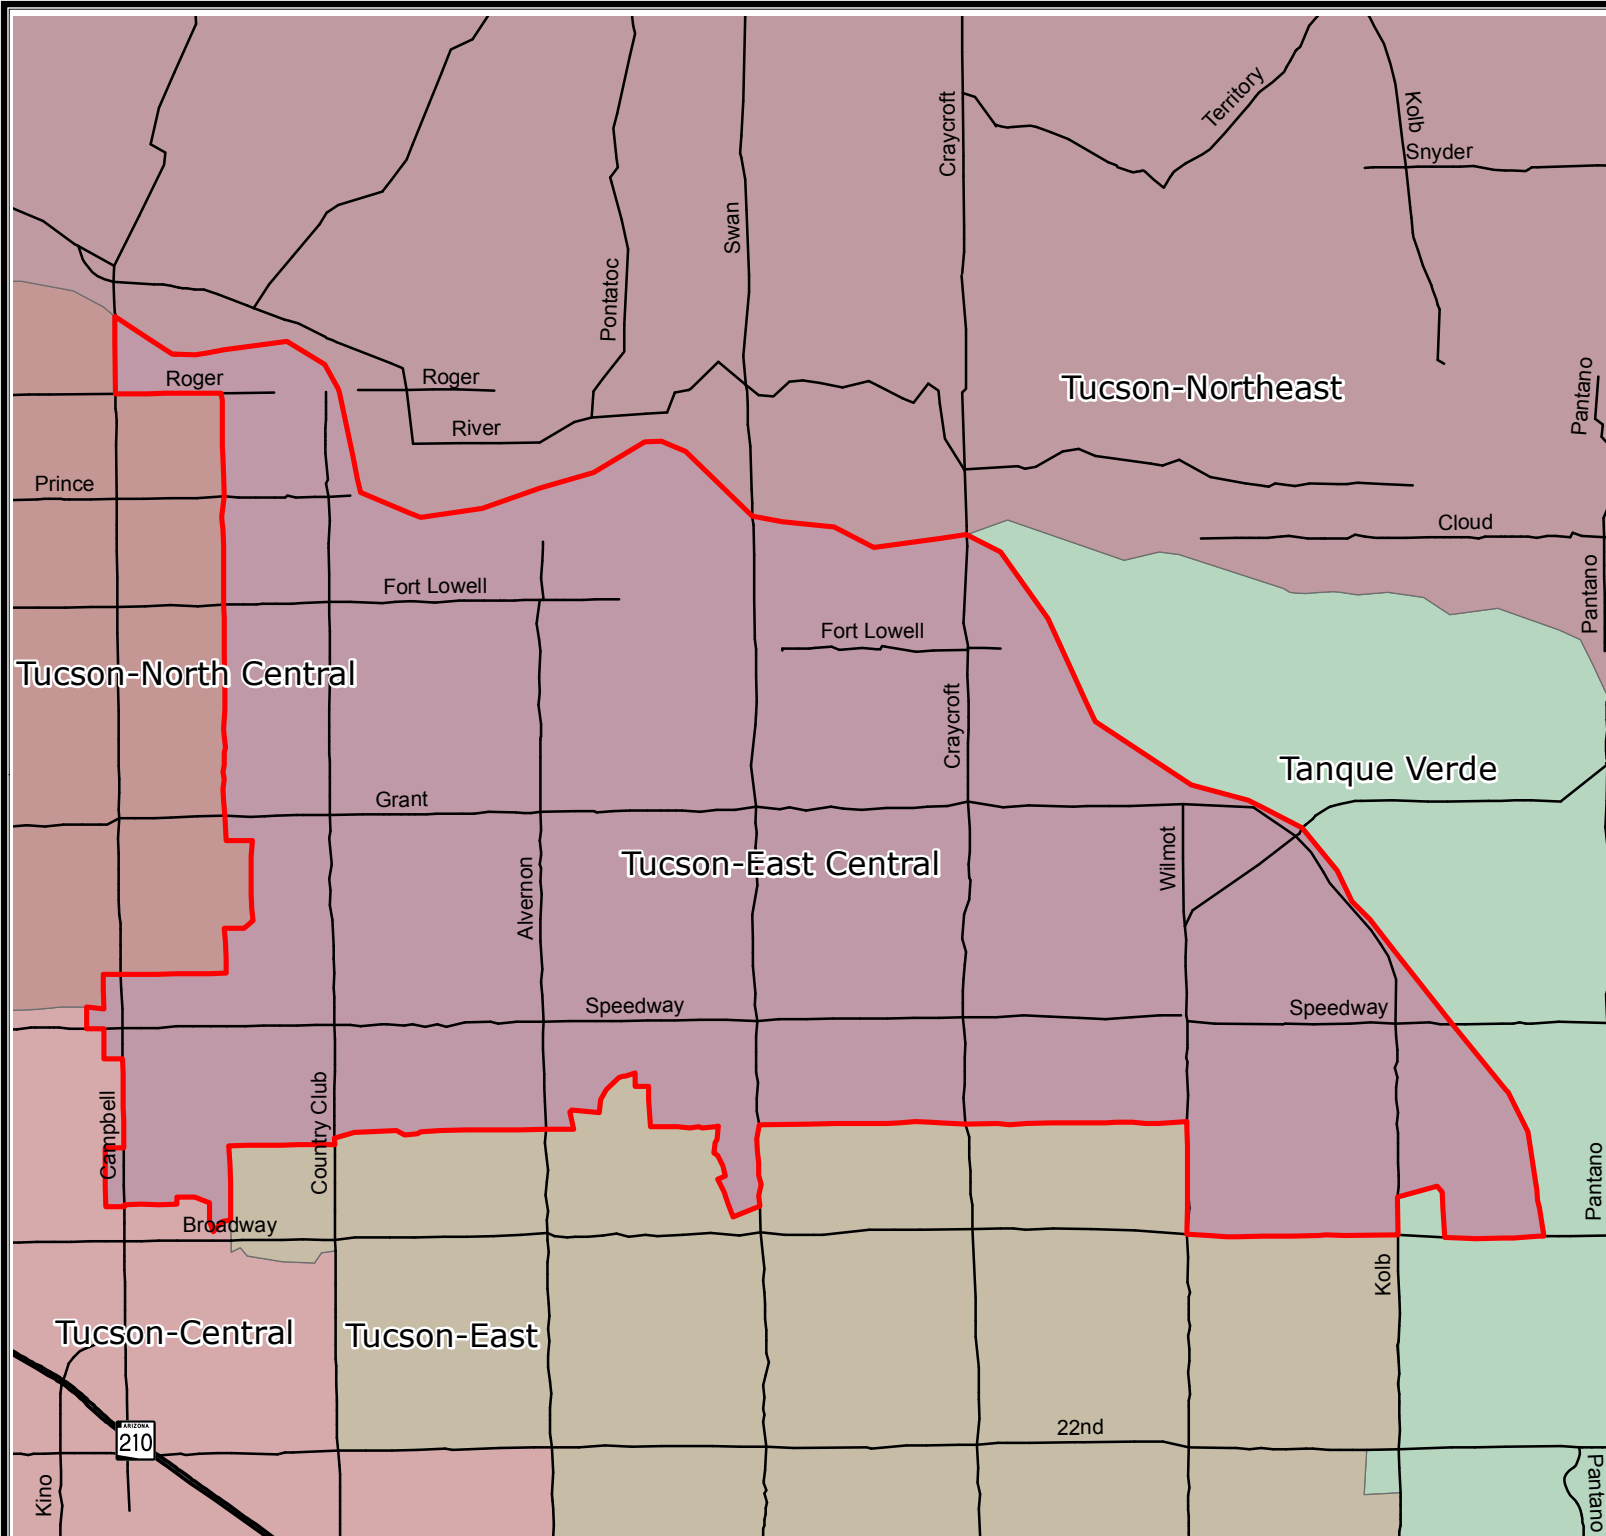 Territory
Kolb
Craycroft
Snyder
Swan
Pontatoc
Roger
Roger
Tucson-Northeast
Pantano
River
Prince
Cloud
Fort Lowell
Pantano
Fort Lowell
Tucson-North Central
Craycroft
Tanque Verde
Grant
Wilmot
Tucson-East Central
Alvernon
Speedway
Speedway
Campbell
Country Club
Pantano
Broadway
Kolb
Tucson-Central
Tucson-East
ARIZONA
210
22nd
Kino
Pantano